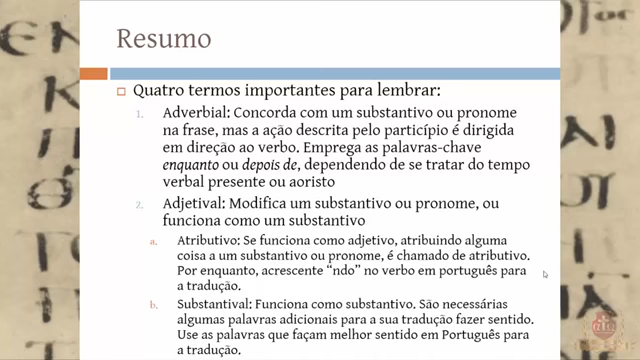 Resumo
Quatro termos importantes para lembrar:
1. Adverbial: Concorda com um substantivo ou pronome
na frase, mas a ação descrita pelo particípio é dirigida
em direção ao verbo. Emprega as palavras-chave
enquanto ou depois de, dependendo de se tratar do tempo
verbal presente ou aoristo
2. Adjetival: Modifica um substantivo ou pronome, ou
funciona como um substantivo
a. Atributivo: Se funciona como adjetivo, atribuindo alguma
coisa a um substantivo ou pronome, é chamado de atributivo.
Por enquanto, acrescente “ndo” no verbo em português para
a tradução.
b. Substantival: Funciona como substantivo. São necessárias
algumas palavras adicionais para a sua tradução fazer sentido.
Use as palavras que façam melhor sentido em Português para
a tradução.